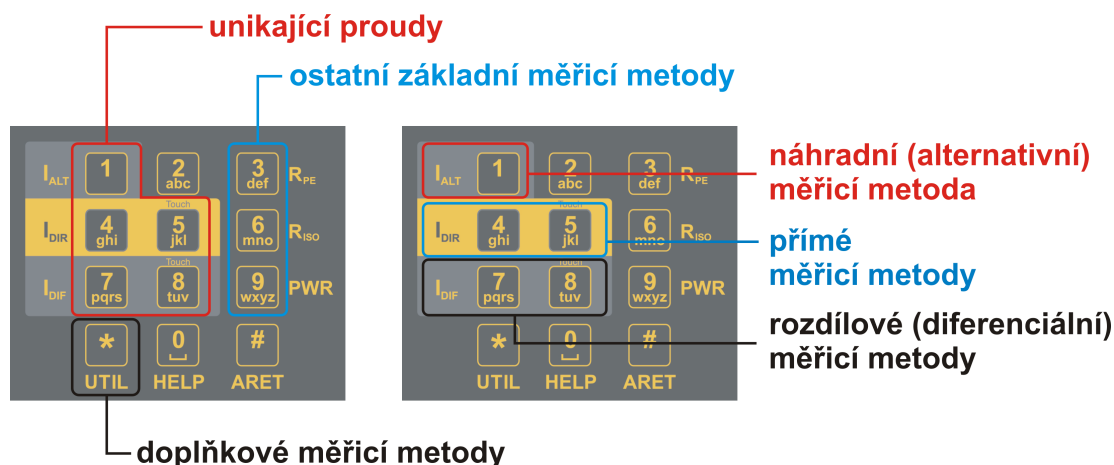 unikající proudy
ostatní základní měřicí metody
I_ALT 1 2 abc 3 def R_PE
Touch
I_DIR 4 ghi 5 jkl 6 mno R_ISO
Touch
I_DIF 7 pqrs 8 tuv 9 wxyz PWR
* 0 #
UTIL HELP ARET
doplňkové měřicí metody
I_ALT 1 2 abc 3 def R_PE
Touch
I_DIR 4 ghi 5 jkl 6 mno R_ISO
Touch
I_DIF 7 pqrs 8 tuv 9 wxyz PWR
* 0 #
UTIL HELP ARET
náhradní (alternativní)
měřicí metoda
přímé
měřicí metody
rozdílové (diferenciální)
měřicí metody